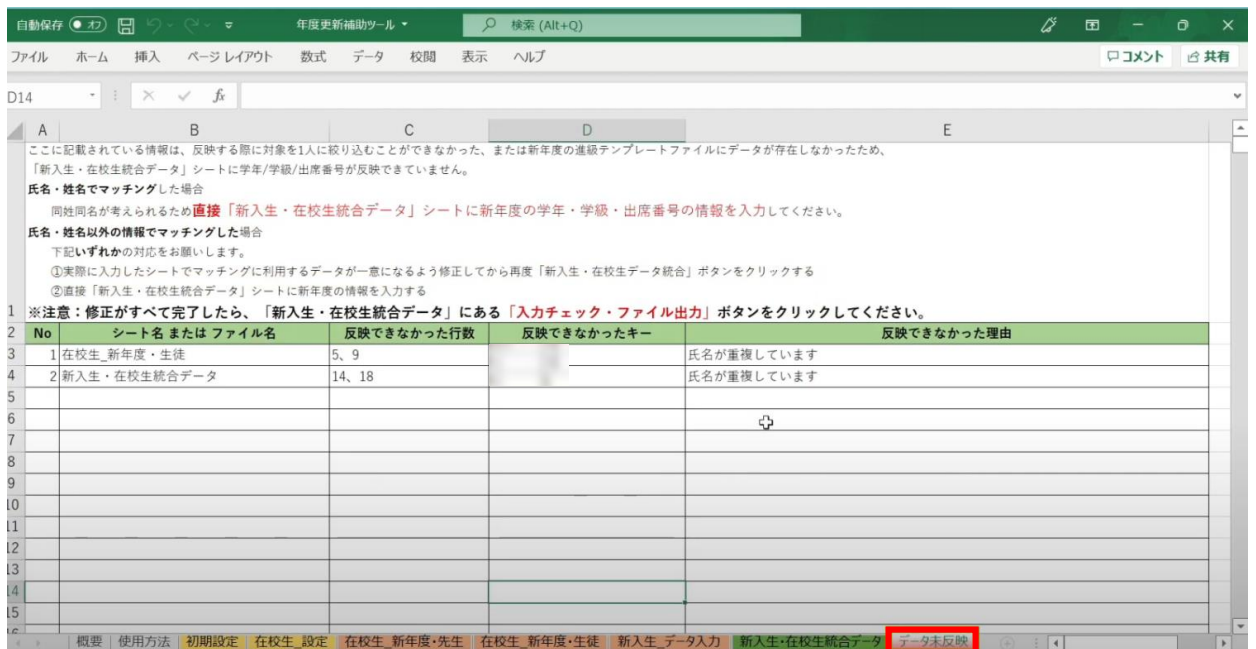 自動保存 オフ 年度更新補助ツール 検索 (Alt+Q)
ファイル ホーム 挿入 ページ レイアウト 数式 データ 校閲 表示 ヘルプ コメント 共有
D14 fx
A B C D E
ここに記載されている情報は、反映する際に対象を1人に絞り込むことができなかった、または新年度の進級テンプレートファイルにデータが存在しなかったため、
「新入生・在校生統合データ」シートに学年/学級/出席番号が反映できていません。
氏名・姓名でマッチングした場合
同姓同名が考えられるため直接「新入生・在校生統合データ」シートに新年度の学年・学級・出席番号の情報を入力してください。
氏名・姓名以外の情報でマッチングした場合
下記いずれかの対応をお願いします。
①実際に入力したシートでマッチングに利用するデータが一意になるよう修正してから再度「新入生・在校生データ統合」ボタンをクリックする
②直接「新入生・在校生統合データ」シートに新年度の情報を入力する
1 ※注意：修正がすべて完了したら、「新入生・在校生統合データ」にある「入力チェック・ファイル出力」ボタンをクリックしてください。
2 No シート名 または ファイル名 反映できなかった行数 反映できなかったキー 反映できなかった理由
3 1 在校生_新年度・生徒 5、9 氏名が重複しています
4 2 新入生・在校生統合データ 14、18 氏名が重複しています
5
6
7
8
9
10
11
12
13
14
15
概要 使用方法 初期設定 在校生_設定 在校生_新年度・先生 在校生_新年度・生徒 新入生_データ入力 新入生・在校生統合データ データ未反映